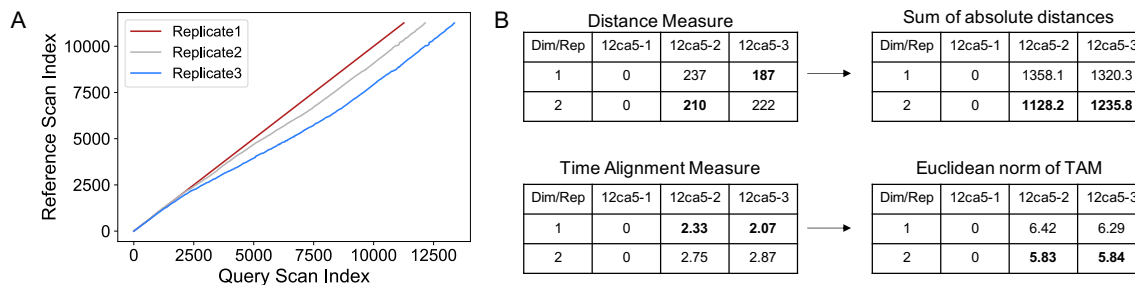 A
Replicate1
Replicate2
Replicate3
Reference Scan Index
10000
7500
5000
2500
0
0 2500 5000 7500 10000 12500
Query Scan Index
B
Distance Measure
Dim/Rep 12ca5-1 12ca5-2 12ca5-3
1 0 237 187
2 0 210 222
Sum of absolute distances
Dim/Rep 12ca5-1 12ca5-2 12ca5-3
1 0 1358.1 1320.3
2 0 1128.2 1235.8
Time Alignment Measure
Dim/Rep 12ca5-1 12ca5-2 12ca5-3
1 0 2.33 2.07
2 0 2.75 2.87
Euclidean norm of TAM
Dim/Rep 12ca5-1 12ca5-2 12ca5-3
1 0 6.42 6.29
2 0 5.83 5.84